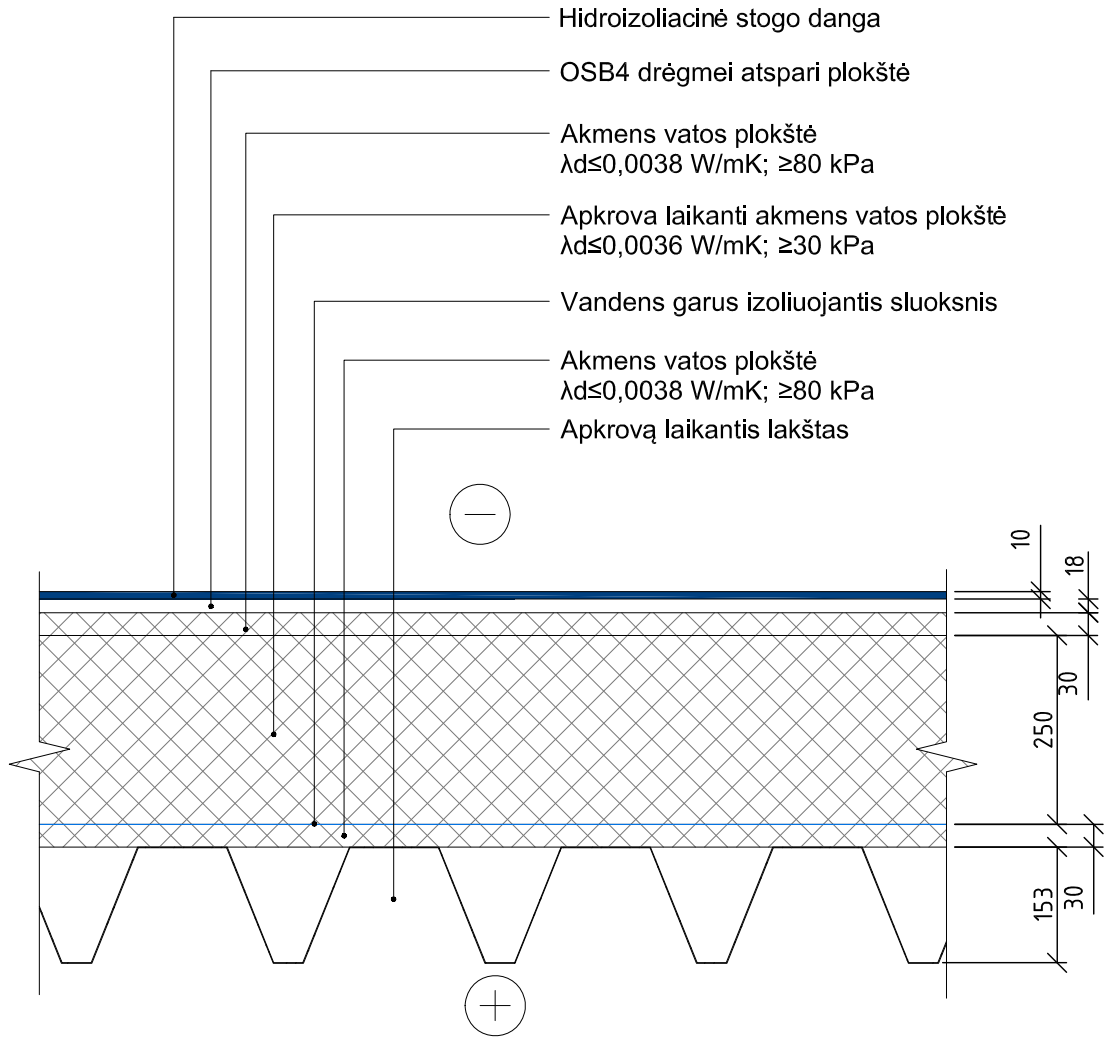 Hidroizoliacinė stogo danga
OSB4 drėgmei atspari plokštė
Akmens vatos plokštė
λd≤0,0038 W/mK; ≥80 kPa
Apkrova laikanti akmens vatos plokštė
λd≤0,0036 W/mK; ≥30 kPa
Vandens garus izoliuojantis sluoksnis
Akmens vatos plokštė
λd≤0,0038 W/mK; ≥80 kPa
Apkrovą laikantis lakštas
10
18
30
250
153
30